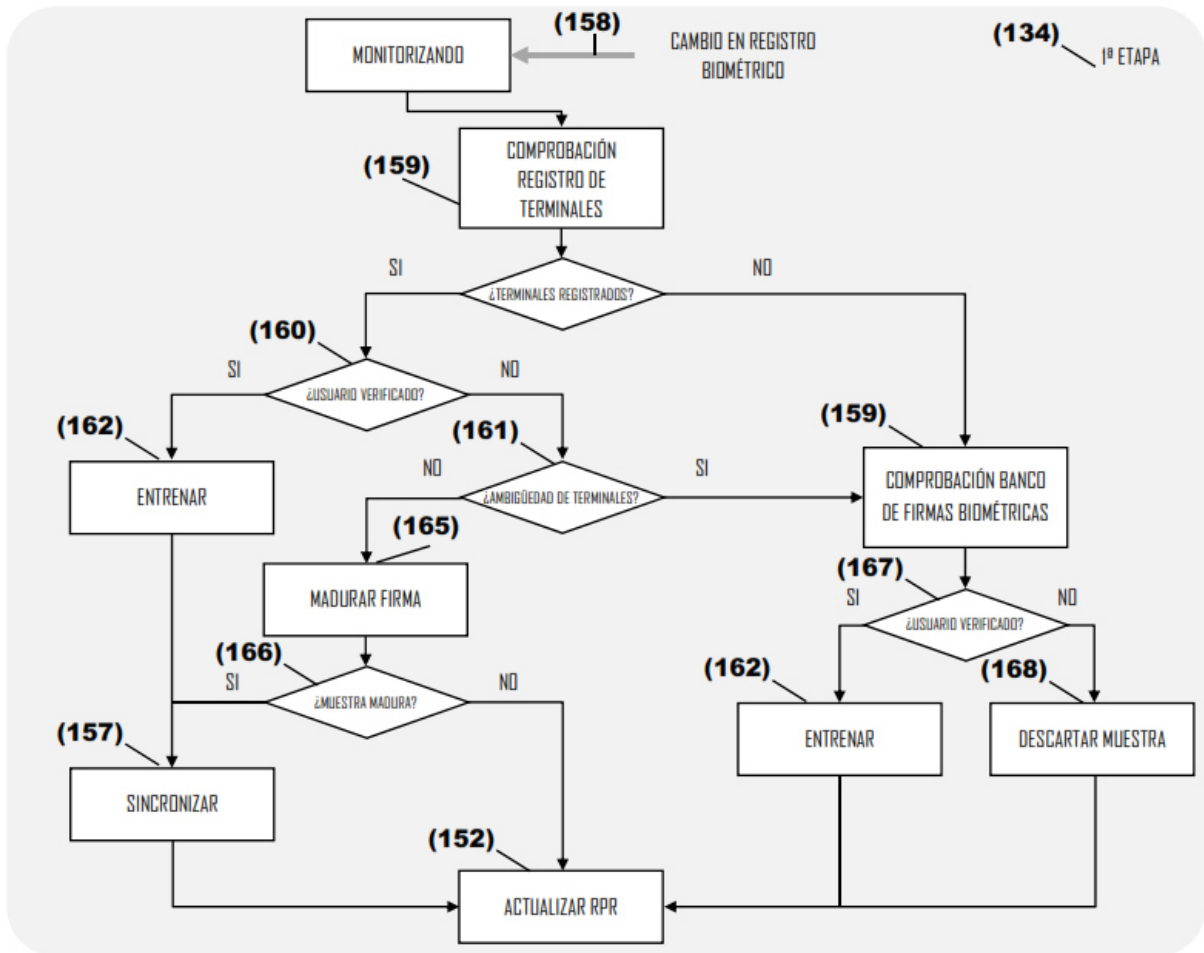 (158)
(134)
MONITORIZANDO
CAMBIO EN REGISTRO
BIOMÉTRICO
1ª ETAPA
(159)
COMPROBACIÓN
REGISTRO DE
TERMINALES
SI
NO
¿TERMINALES REGISTRADOS?
(160)
SI
NO
¿USUARIO VERIFICADO?
(162)
(161)
(159)
ENTRENAR
NO
SI
¿AMBIGÜEDAD DE TERMINALES?
COMPROBACIÓN BANCO
DE FIRMAS BIOMÉTRICAS
(165)
MADURAR FIRMA
(167)
SI
NO
¿USUARIO VERIFICADO?
(166)
SI
NO
¿MUESTRA MADURA?
(162)
(168)
ENTRENAR
DESCARTAR MUESTRA
(157)
SINCRONIZAR
(152)
ACTUALIZAR RPR